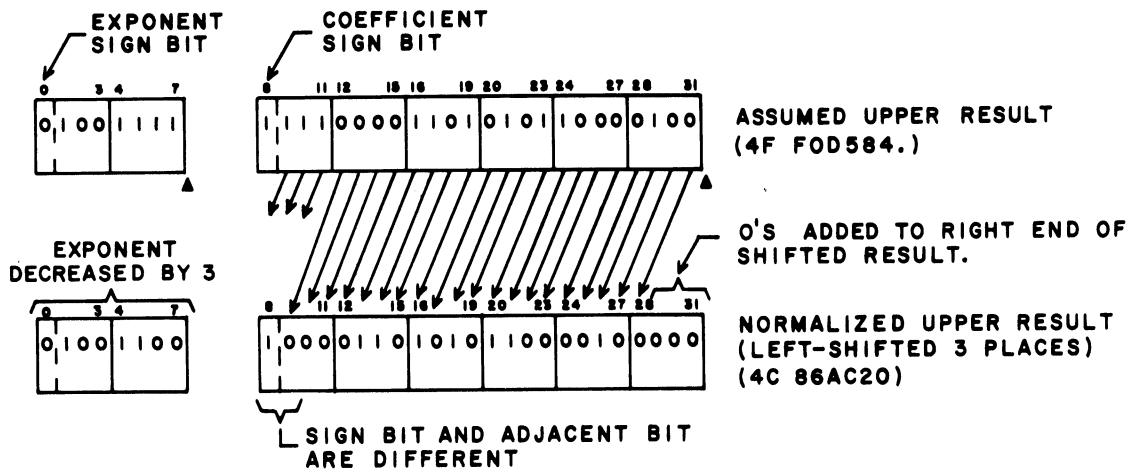 EXPONENT
SIGN BIT
COEFFICIENT
SIGN BIT
0 3 4 7
8 11 12 15 16 19 20 23 24 27 28 31
0 100 1111
1 111 0000 1101 0101 1000 0100
ASSUMED UPPER RESULT
(4F F0D584.)
0'S ADDED TO RIGHT END OF
SHIFTED RESULT.
EXPONENT
DECREASED BY 3
0 3 4 7
8 11 12 15 16 19 20 23 24 27 28 31
0 100 1100
1 000 0110 1010 1100 0010 0000
NORMALIZED UPPER RESULT
(LEFT-SHIFTED 3 PLACES)
(4C 86AC20)
SIGN BIT AND ADJACENT BIT
ARE DIFFERENT